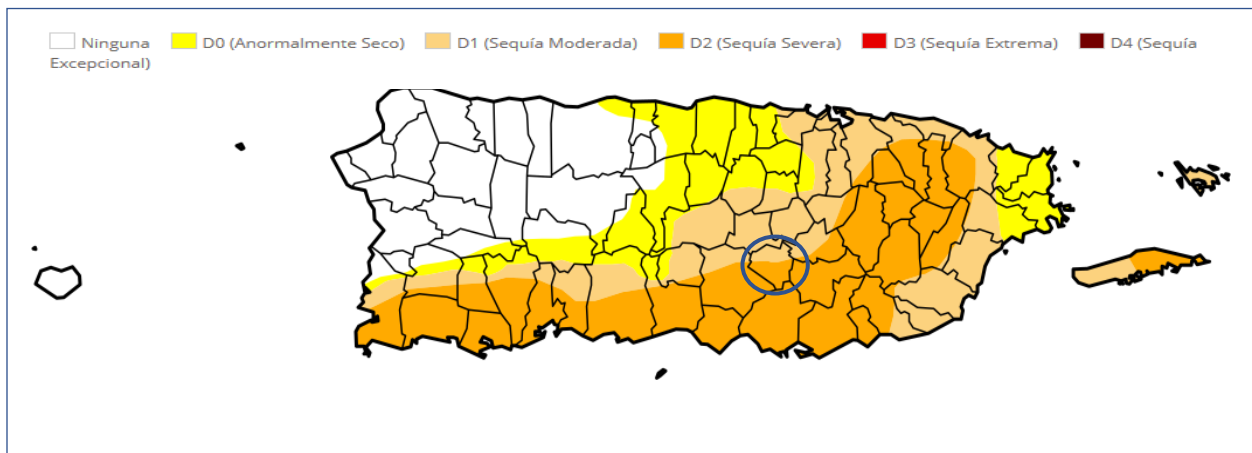 Ninguna D0 (Anormalmente Seco) D1 (Sequía Moderada) D2 (Sequía Severa) D3 (Sequía Extrema) D4 (Sequía
Excepcional)